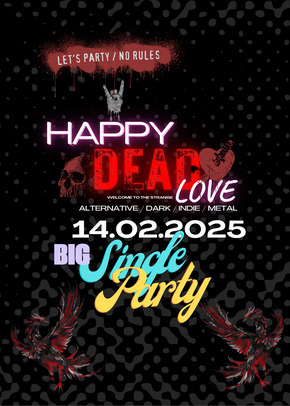 LET'S PARTY / NO RULES
HAPPY
DEAD
WELCOME TO THE STRANGE
LOVE
ALTERNATIVE / DARK / INDIE / METAL
14.02.2025
BIG Single
Party